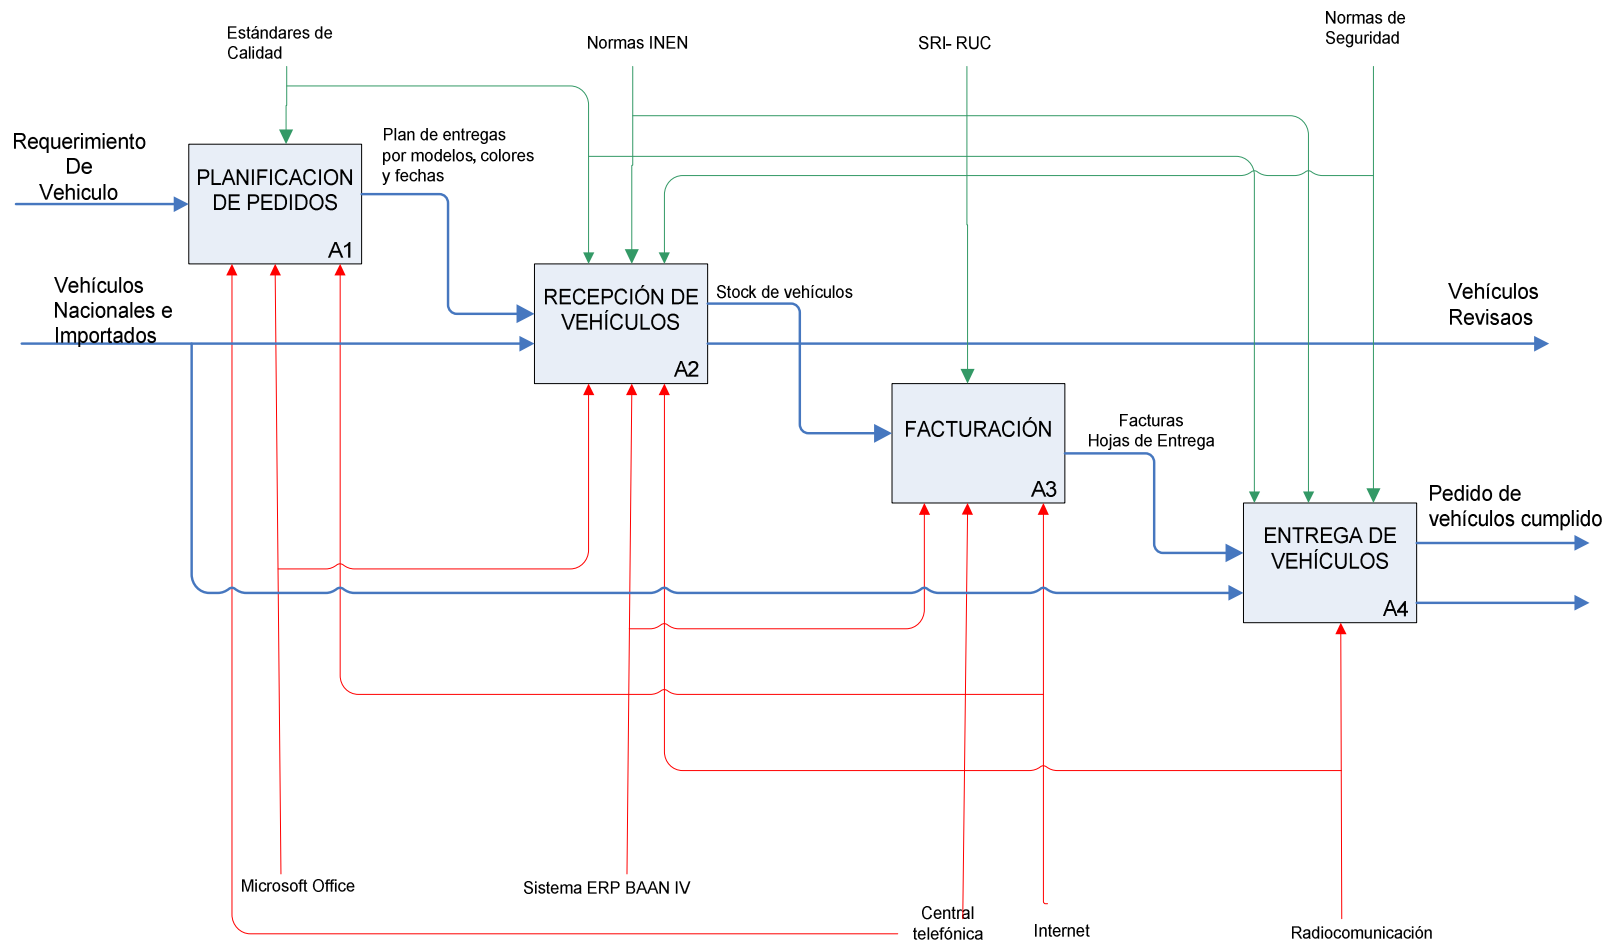 Estándares de
Calidad
Normas INEN
SRI- RUC
Normas de
Seguridad
Requerimiento
De
Vehiculo
PLANIFICACION
DE PEDIDOS
A1
Plan de entregas
por modelos, colores
y fechas
Vehículos
Nacionales e
Importados
RECEPCIÓN DE
VEHÍCULOS
A2
Stock de vehículos
Vehículos
Revisaos
FACTURACIÓN
A3
Facturas
Hojas de Entrega
ENTREGA DE
VEHÍCULOS
A4
Pedido de
vehículos cumplido
Microsoft Office
Sistema ERP BAAN IV
Central
telefónica
Internet
Radiocomunicación